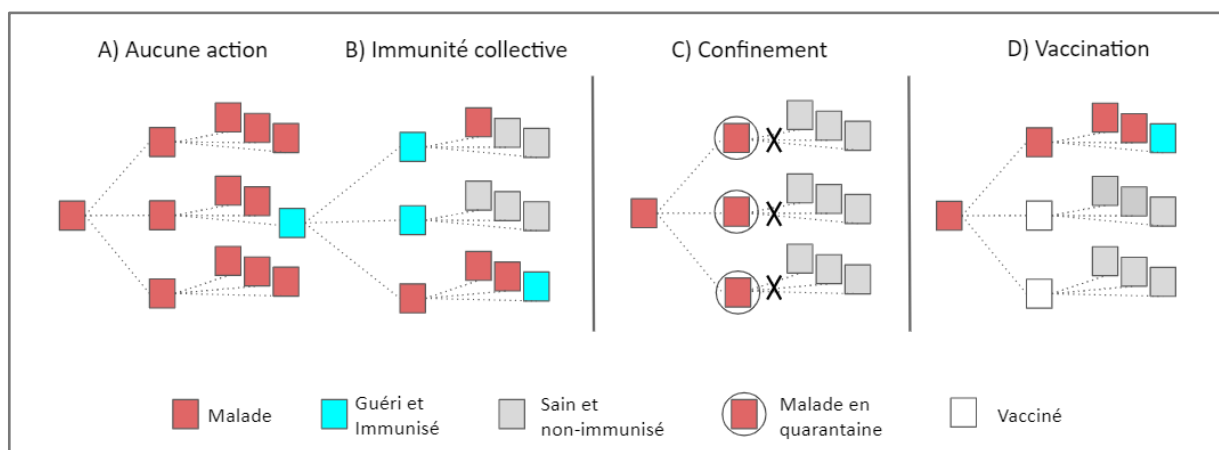 A) Aucune action
B) Immunité collective
C) Confinement
D) Vaccination
Malade
Guéri et
Immunisé
Sain et
non-immunisé
Malade en
quarantaine
Vacciné